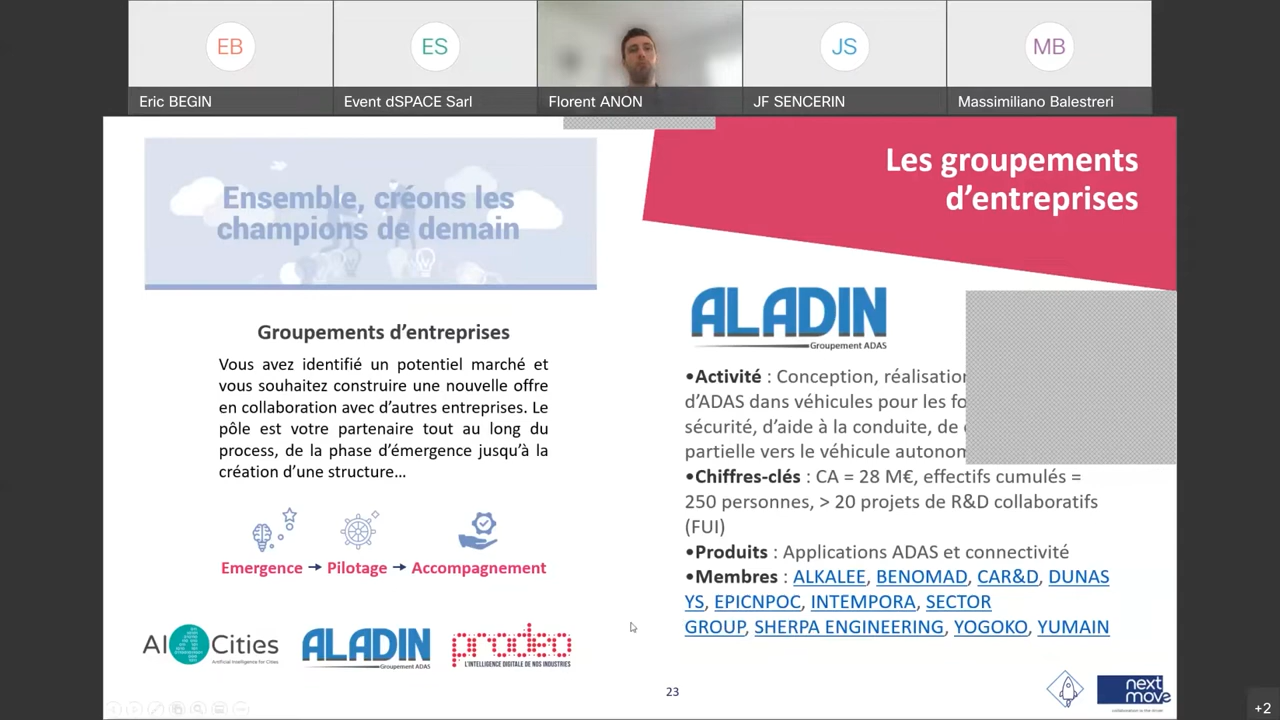 EB
ES
JS
MB
Eric BEGIN
Event dSPACE Sarl
Florent ANON
JF SENCERIN
Massimiliano Balestreri
Ensemble, créons les
champions de demain
Les groupements
d’entreprises
Groupements d’entreprises
Vous avez identifié un potentiel marché et
vous souhaitez construire une nouvelle offre
en collaboration avec d’autres entreprises. Le
pôle est votre partenaire tout au long du
process, de la phase d’émergence jusqu’à la
création d’une structure…
Emergence
Pilotage
Accompagnement
AI Cities
Artificial Intelligence for Cities
ALADIN
Groupement ADAS
prodeo
L'INTELLIGENCE DIGITALE DE NOS INDUSTRIES
ALADIN
Groupement ADAS
•Activité : Conception,
d’ADAS dans véhicules pour les
sécurité, d’aide à la conduite, de
partielle vers le véhicule
•Chiffres-clés : CA = 28 M€, effectifs cumulés =
250 personnes, > 20 projets de R&D collaboratifs
(FUI)
•Produits : Applications ADAS et connectivité
•Membres : ALKALEE, BENOMAD, CAR&D, DUNAS
YS, EPICNPOC, INTEMPORA, SECTOR
GROUP, SHERPA ENGINEERING, YOGOKO, YUMAIN
23
next
move
+2